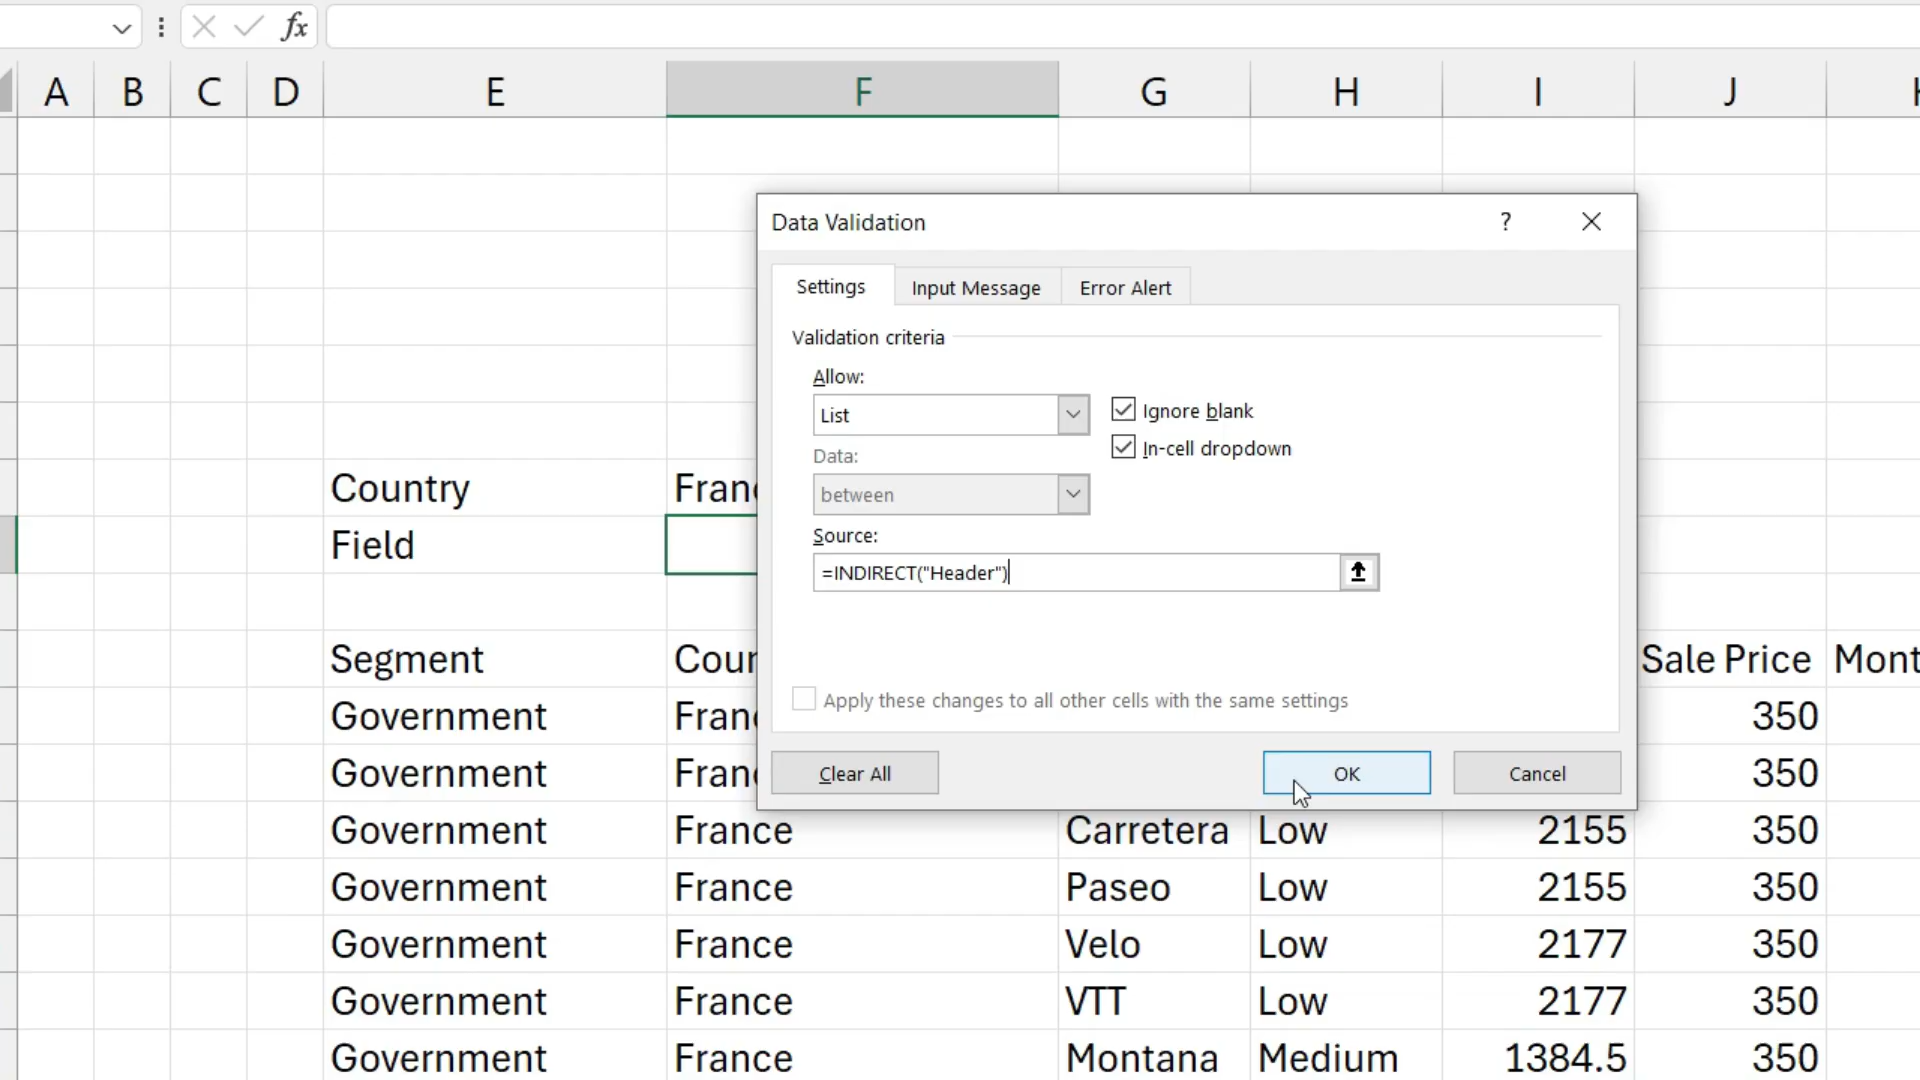 fx
A B C D E F G H I J
Data Validation ?
Settings Input Message Error Alert
Validation criteria
Allow:
List
Ignore blank
Data:
In-cell dropdown
between
Country
Source:
Field
=INDIRECT("Header")
Segment Sale Price
Apply these changes to all other cells with the same settings
Government 350
Clear All OK Cancel
Government 350
Government France Carretera Low 2155 350
Government France Paseo Low 2155 350
Government France Velo Low 2177 350
Government France VTT Low 2177 350
Government France Montana Medium 1384.5 350